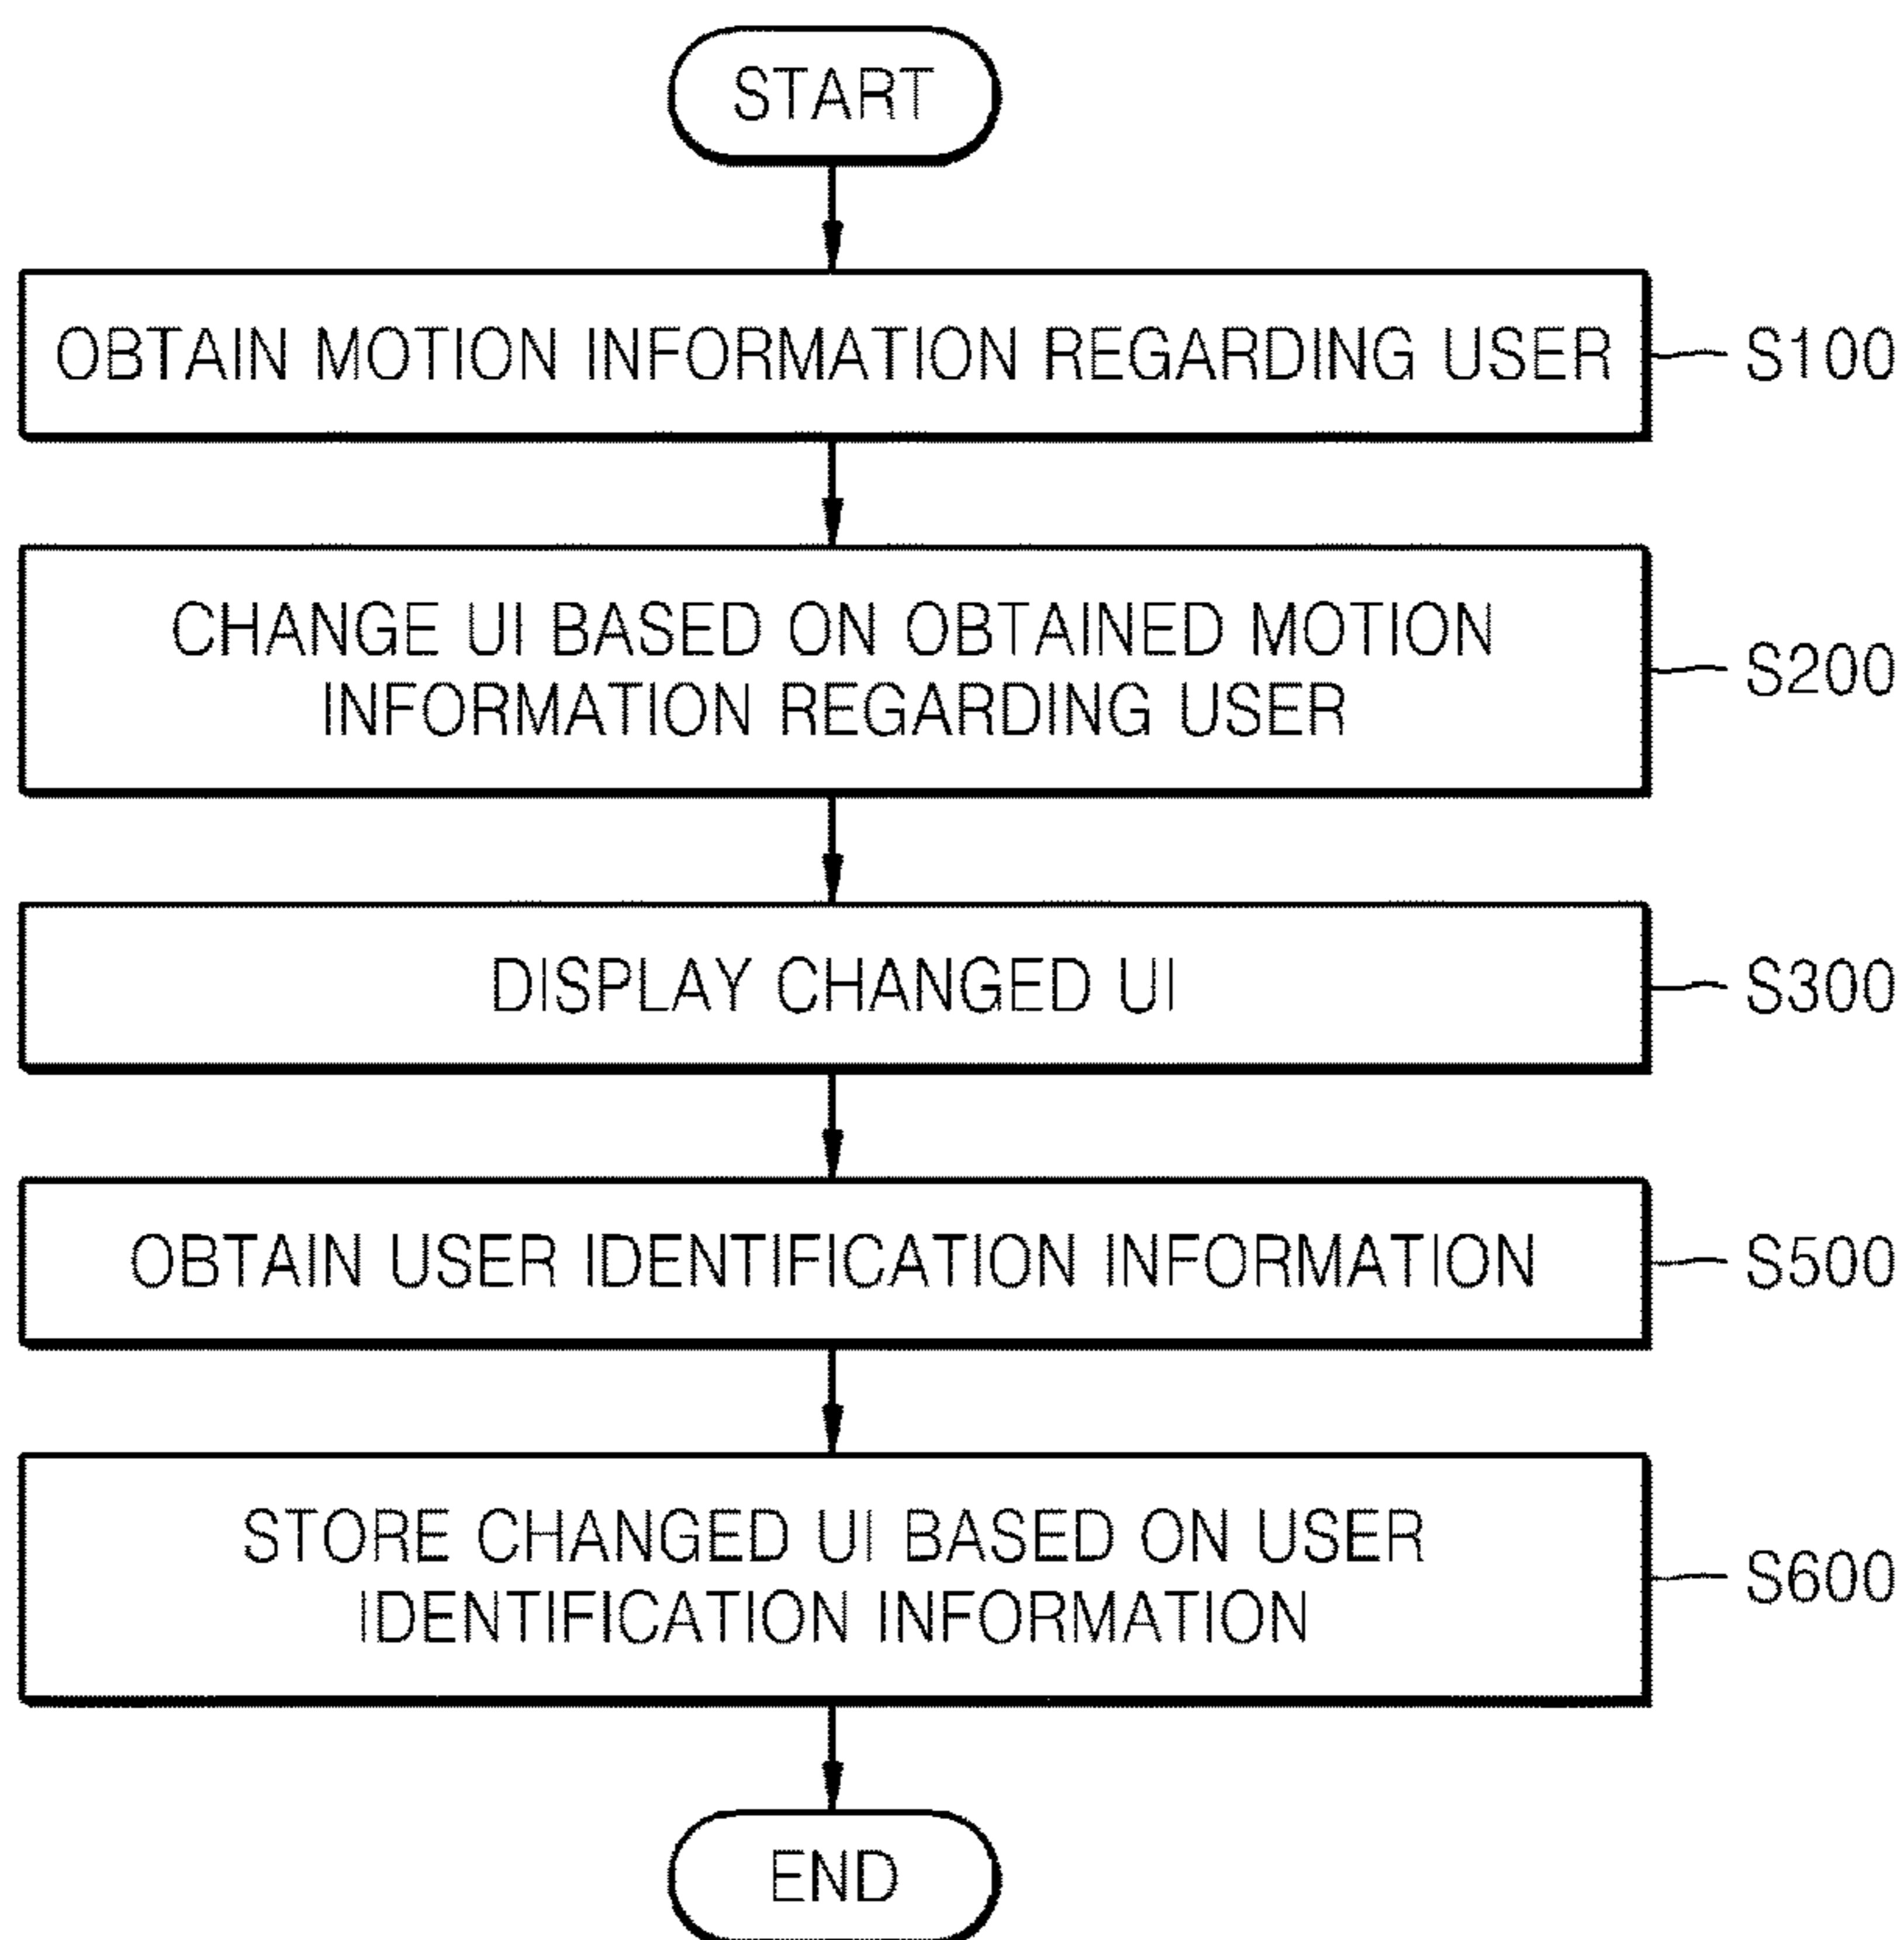 START
OBTAIN MOTION INFORMATION REGARDING USER
S100
CHANGE UI BASED ON OBTAINED MOTION
INFORMATION REGARDING USER
S200
DISPLAY CHANGED UI
S300
OBTAIN USER IDENTIFICATION INFORMATION
S500
STORE CHANGED UI BASED ON USER
IDENTIFICATION INFORMATION
S600
END